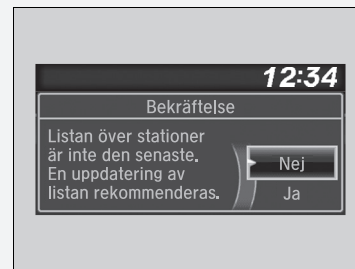 12:34
Bekräftelse
Listan över stationer
är inte den senaste.
En uppdatering av
listan rekommenderas.
Nej
Ja